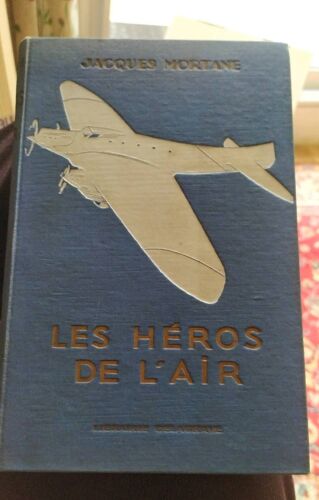 JACQUES MORTANE
LES HÉROS
DE L'AIR
LIBRAIRIE DELAGRAVE